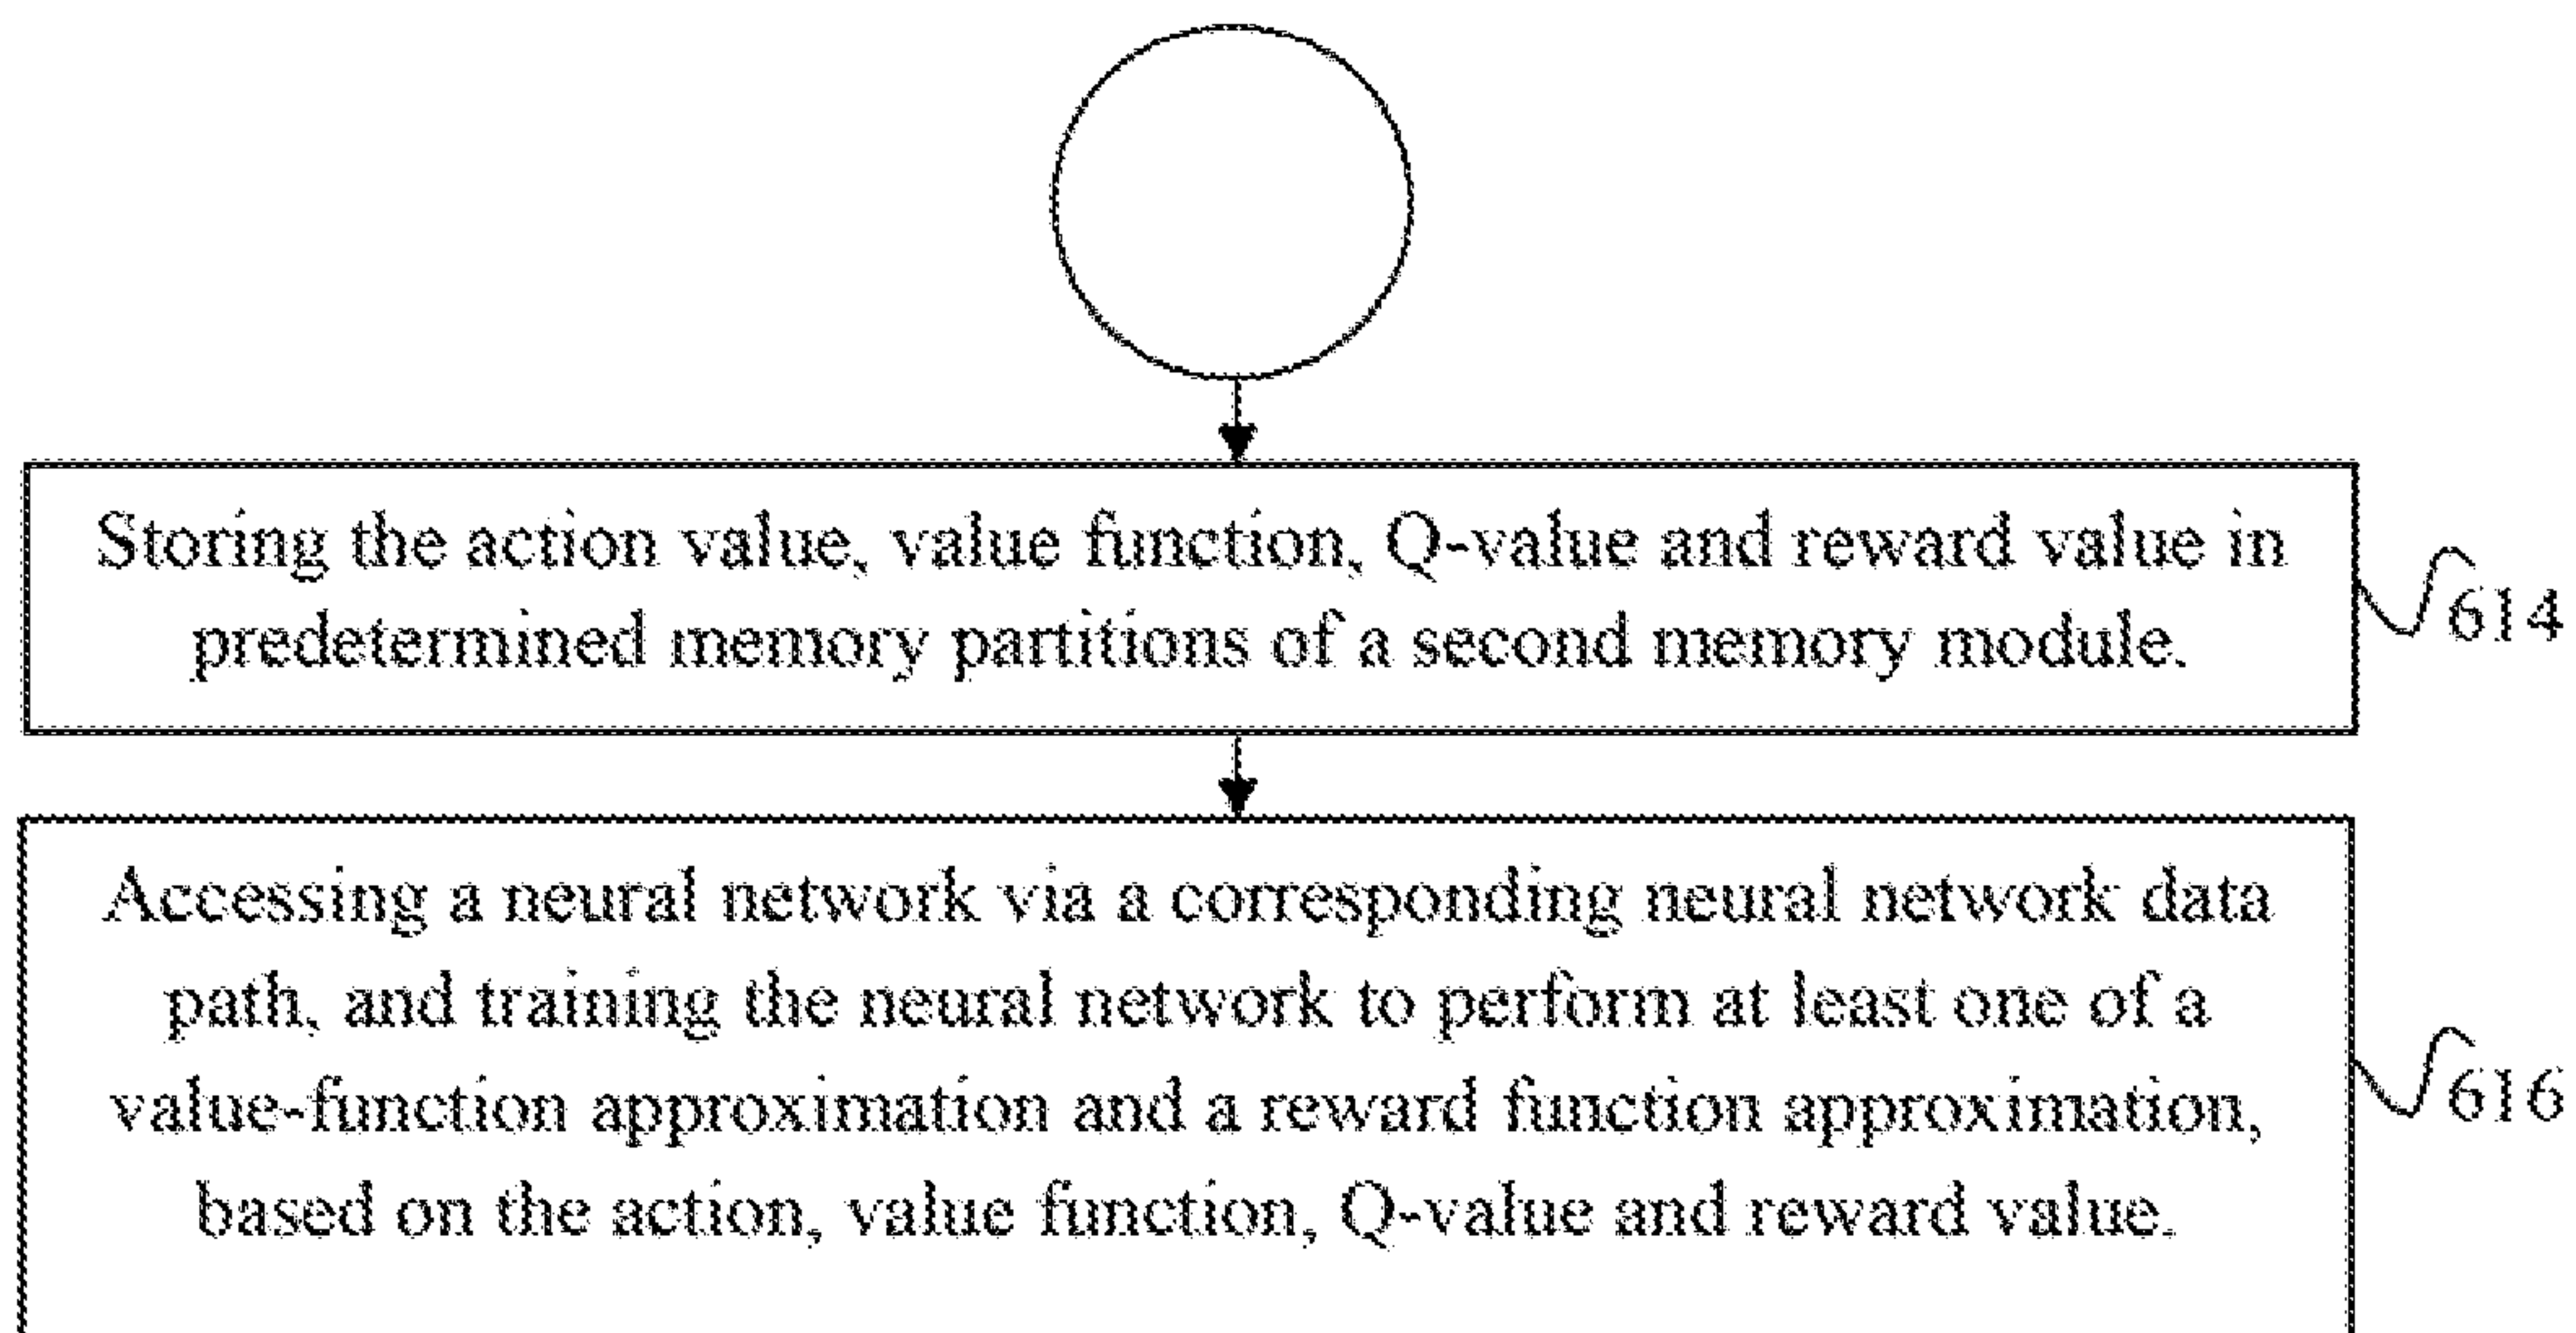 Storing the action value, value function, Q-value and reward value in
predetermined memory partitions of a second memory module.
614
Accessing a neural network via a corresponding neural network data
path, and training the neural network to perform at least one of a
value-function approximation and a reward function approximation,
based on the action, value function, Q-value and reward value.
616